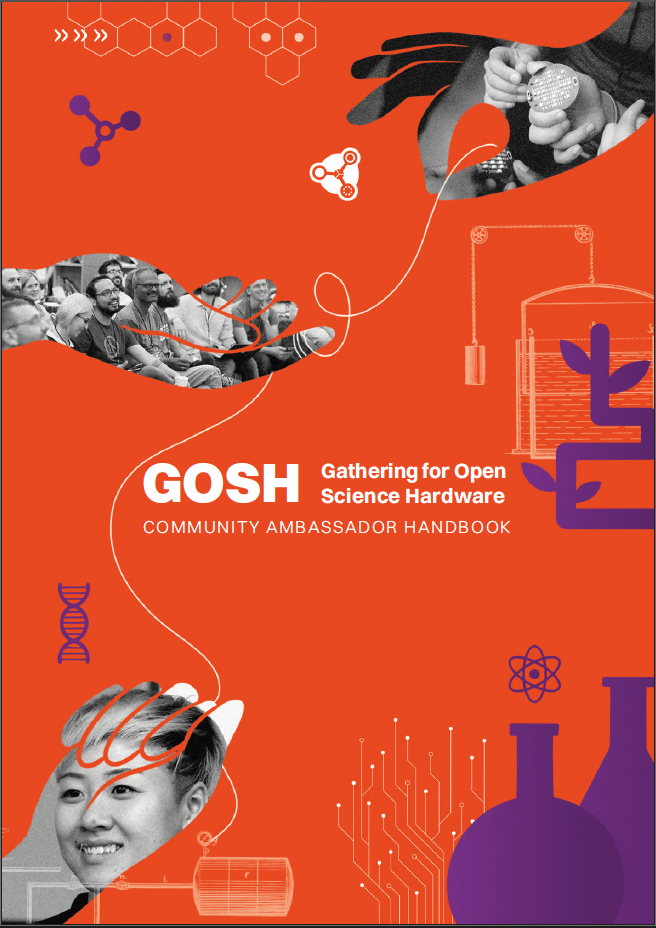 GOSH
Gathering for Open
Science Hardware
COMMUNITY AMBASSADOR HANDBOOK